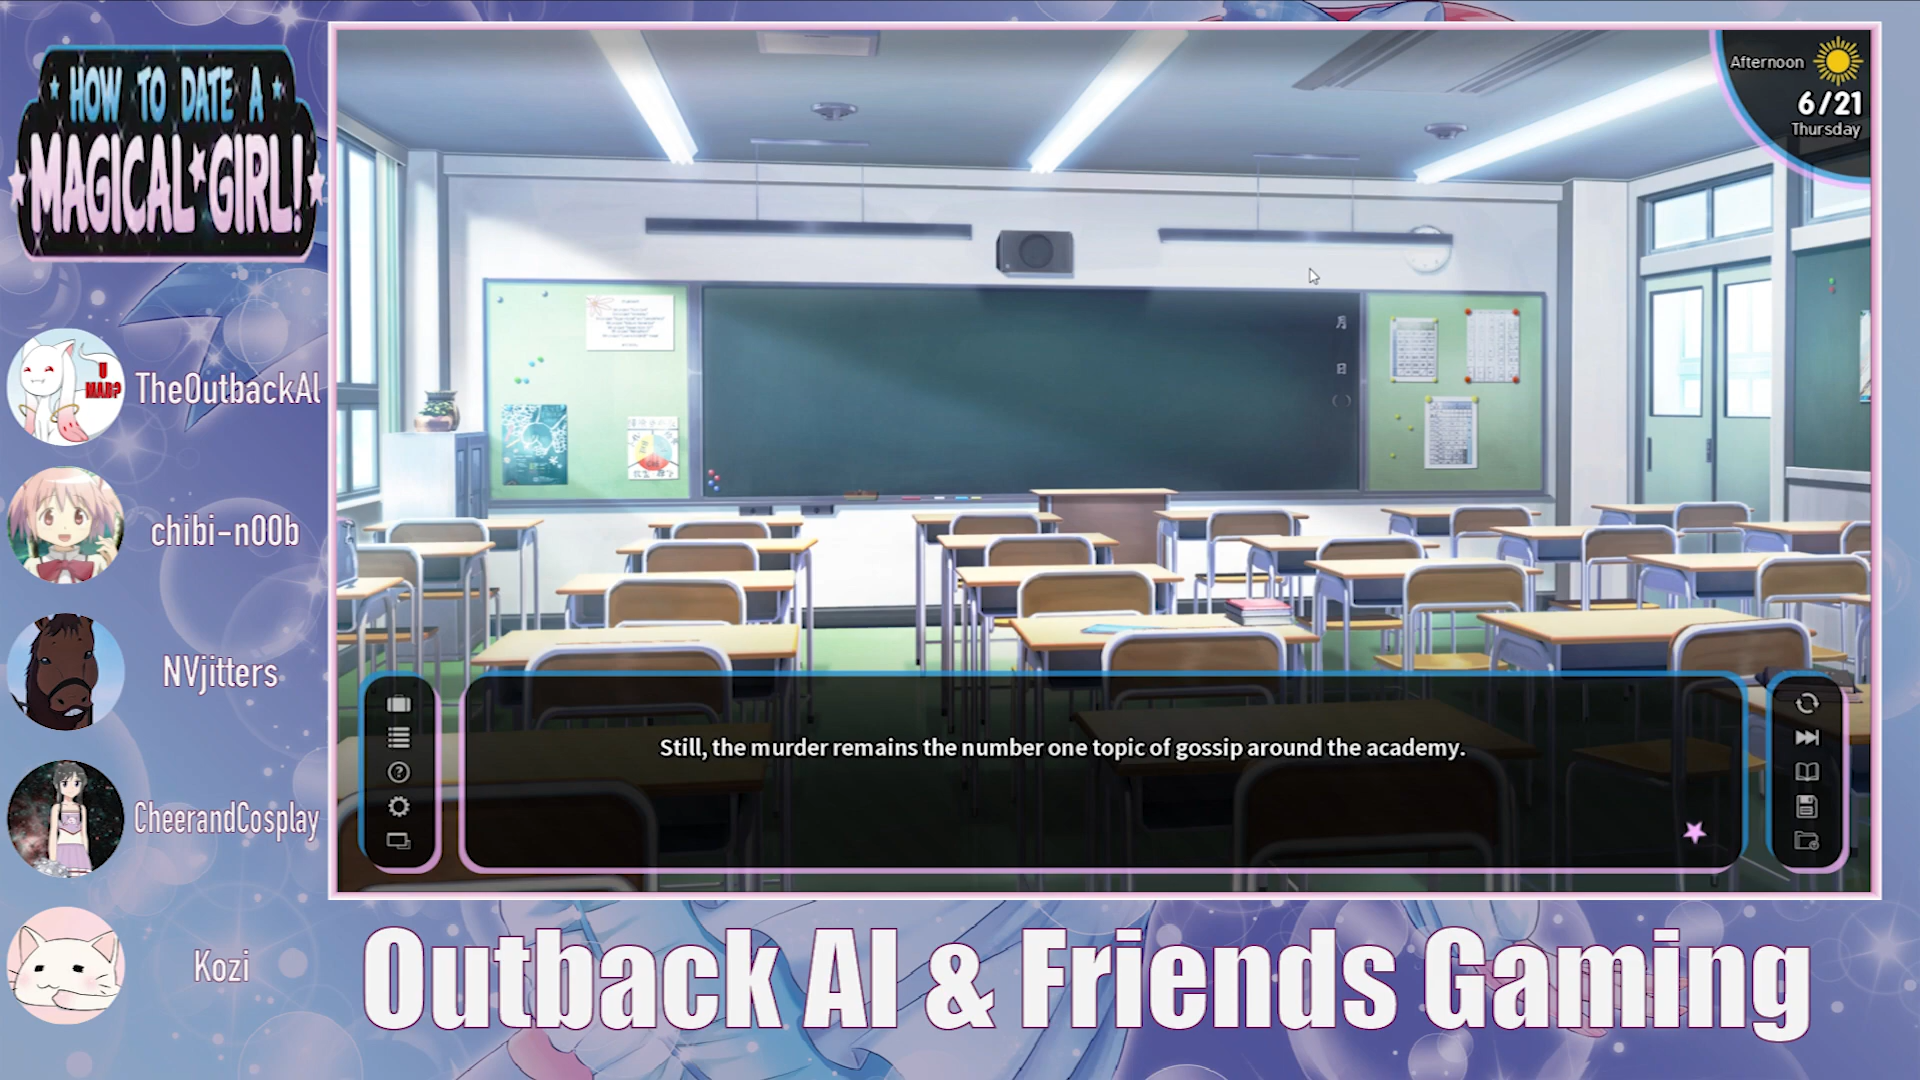 HOW TO DATE A
MAGICAL GIRL!
Afternoon
6/21
Thursday
U
MAD?
TheOutbackAl
chibi-n00b
NVjitters
CheerandCosplay
Kozi
Still, the murder remains the number one topic of gossip around the academy.
Outback Al & Friends Gaming